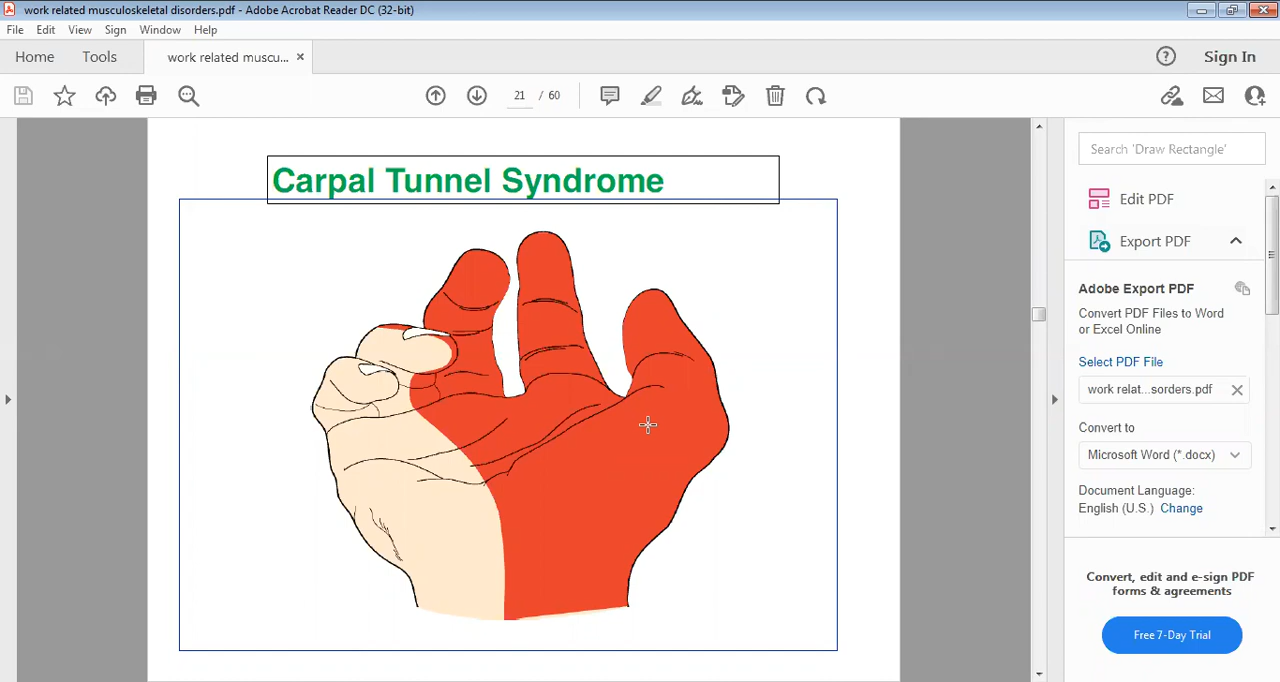 work related musculoskeletal disorders.pdf - Adobe Acrobat Reader DC (32-bit)
File Edit View Sign Window Help
Home Tools work related muscu... ×
? Sign In
21 / 60
Carpal Tunnel Syndrome
Search 'Draw Rectangle'
Edit PDF
Export PDF
Adobe Export PDF
Convert PDF Files to Word
or Excel Online
Select PDF File
work relat...sorders.pdf
Convert to
Microsoft Word (*.docx)
Document Language:
English (U.S.) Change
Convert, edit and e-sign PDF
forms & agreements
Free 7-Day Trial